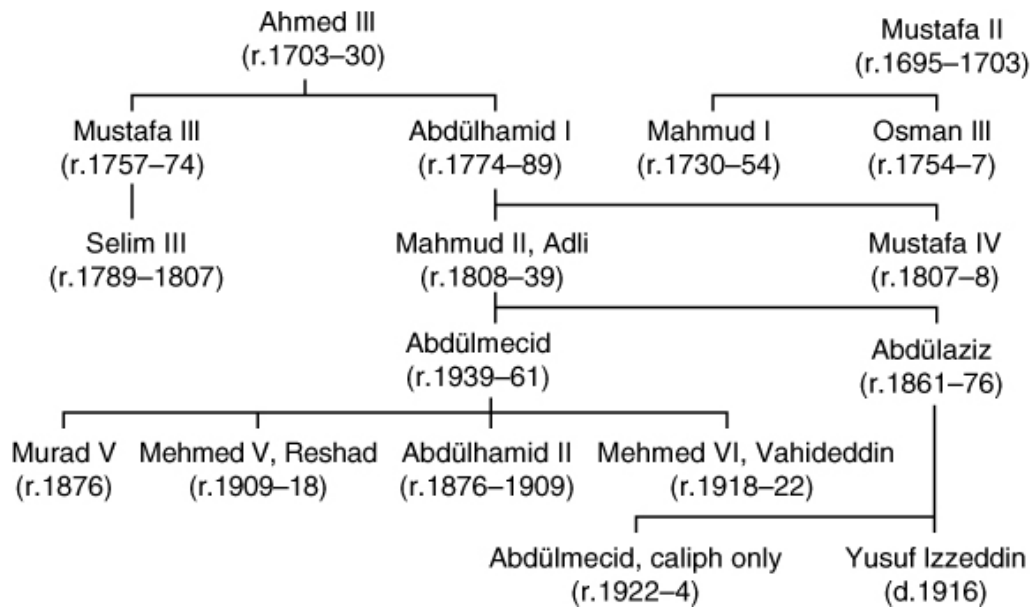 Ahmed III
(r.1703–30)
Mustafa II
(r.1695–1703)
Mustafa III
(r.1757–74)
Abdülhamid I
(r.1774–89)
Mahmud I
(r.1730–54)
Osman III
(r.1754–7)
Selim III
(r.1789–1807)
Mahmud II, Adli
(r.1808–39)
Mustafa IV
(r.1807–8)
Abdülmecid
(r.1939–61)
Abdülaziz
(r.1861–76)
Murad V
(r.1876)
Mehmed V, Reshad
(r.1909–18)
Abdülhamid II
(r.1876–1909)
Mehmed VI, Vahideddin
(r.1918–22)
Abdülmecid, caliph only
(r.1922–4)
Yusuf Izzeddin
(d.1916)